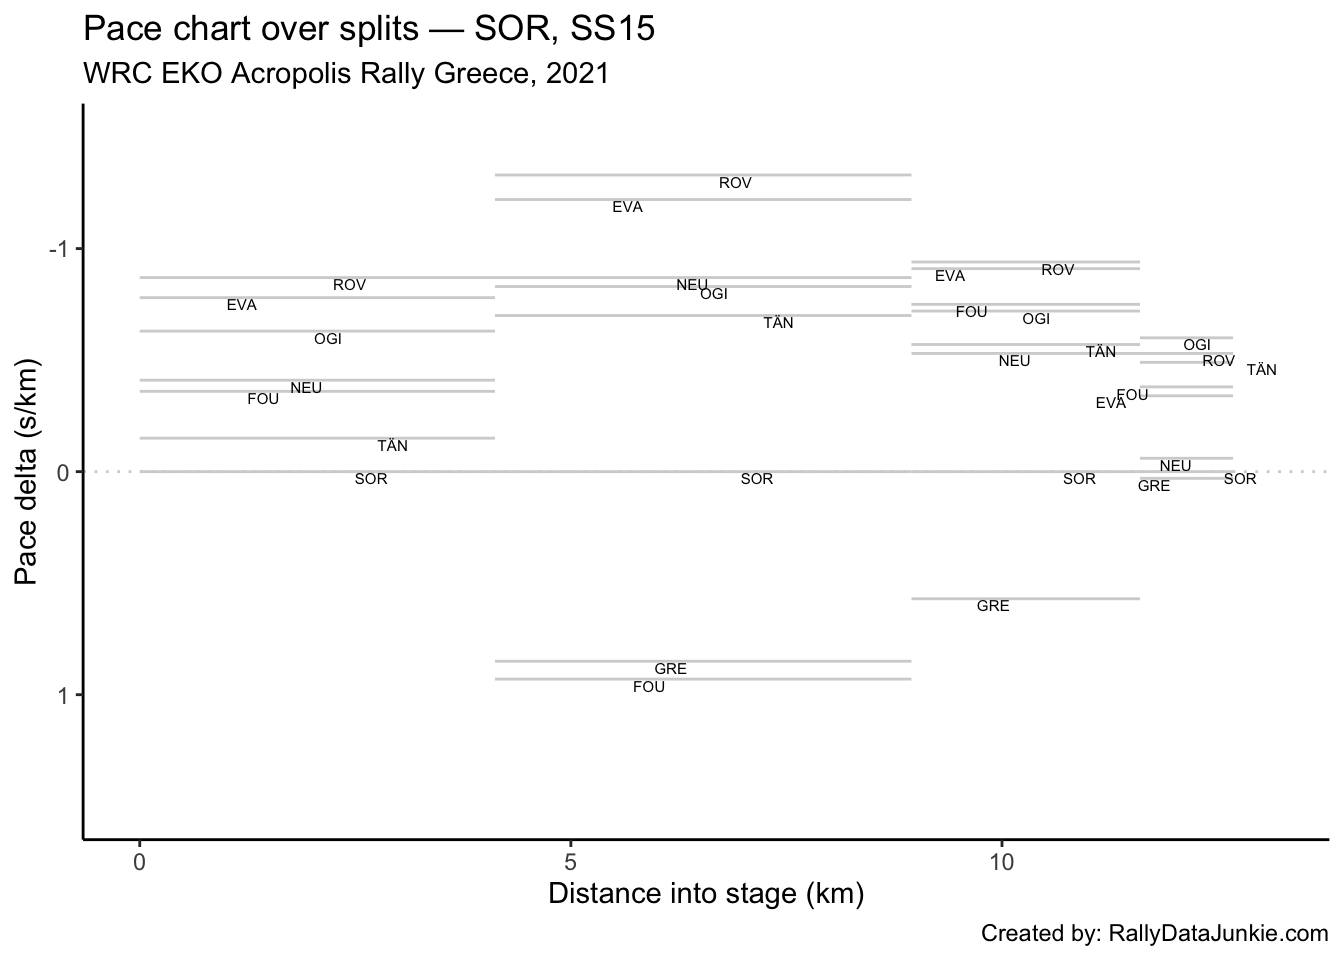 Pace chart over splits — SOR, SS15
WRC EKO Acropolis Rally Greece, 2021
Pace delta (s/km)
-1
0
1
ROV
EVA
OGI
NEU
FOU
TÄN
SOR
ROV
EVA
NEU
OGI
TÄN
SOR
GRE
FOU
ROV
EVA
FOU
OGI
TÄN
NEU
SOR
GRE
OGI
ROV
TÄN
FOU
EVA
NEU
SOR
GRE
0
5
10
Distance into stage (km)
Created by: RallyDataJunkie.com